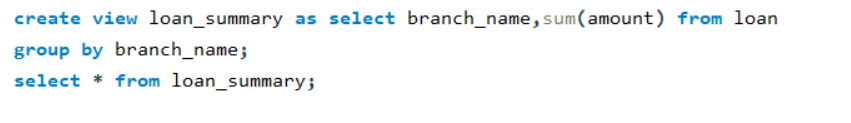 create view loan_summary as select branch_name,sum(amount) from loan
group by branch_name;
select * from loan_summary;